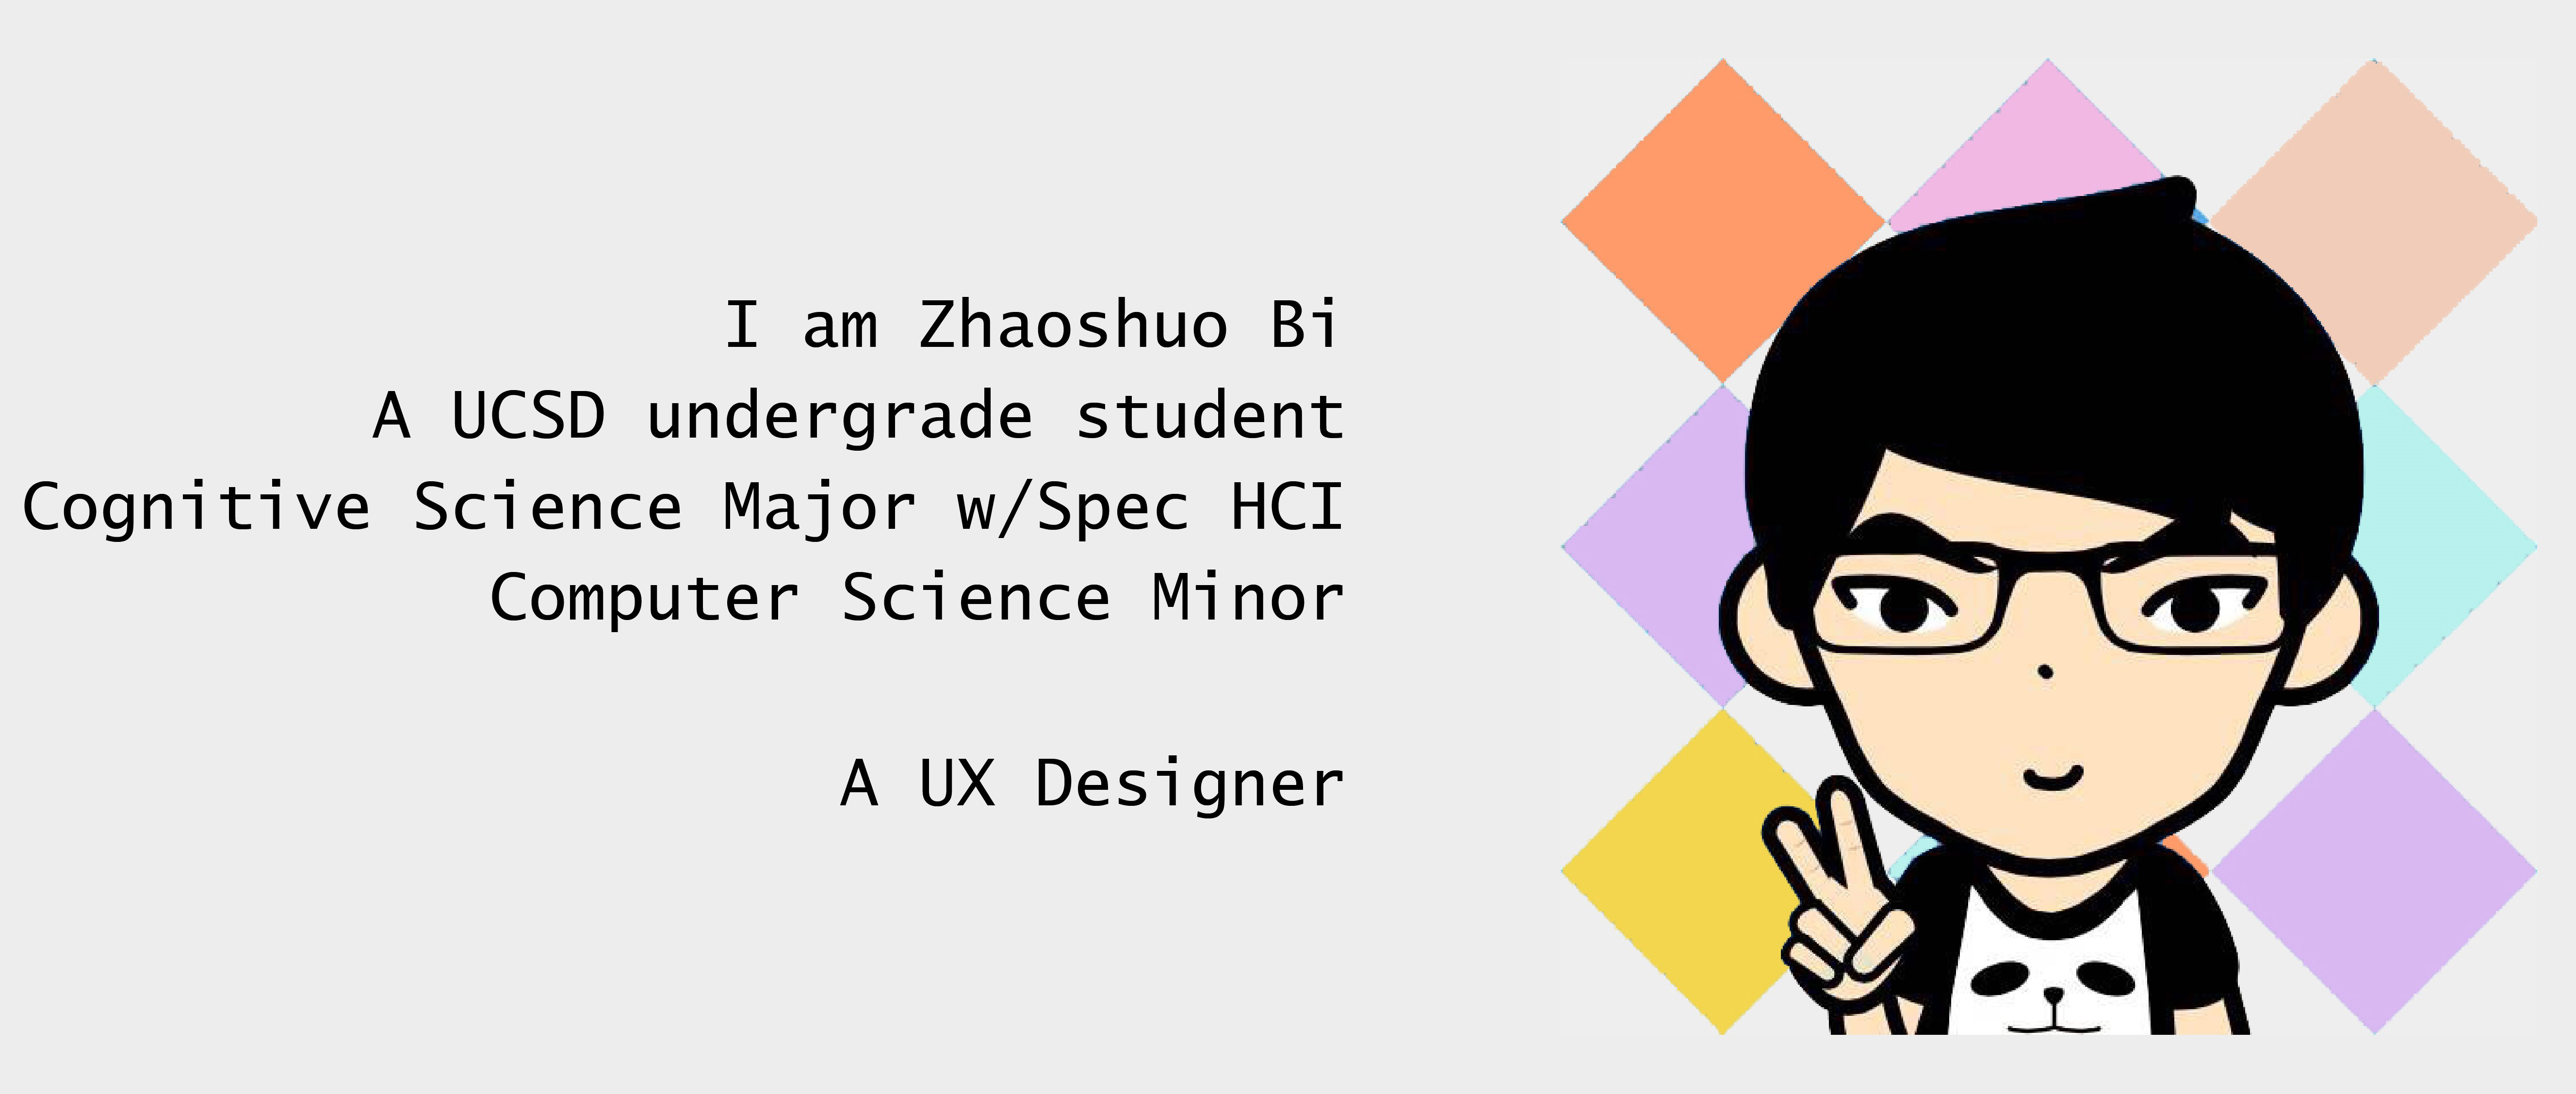 I am Zhaoshuo Bi
A UCSD undergrade student
Cognitive Science Major w/Spec HCI
Computer Science Minor
A UX Designer